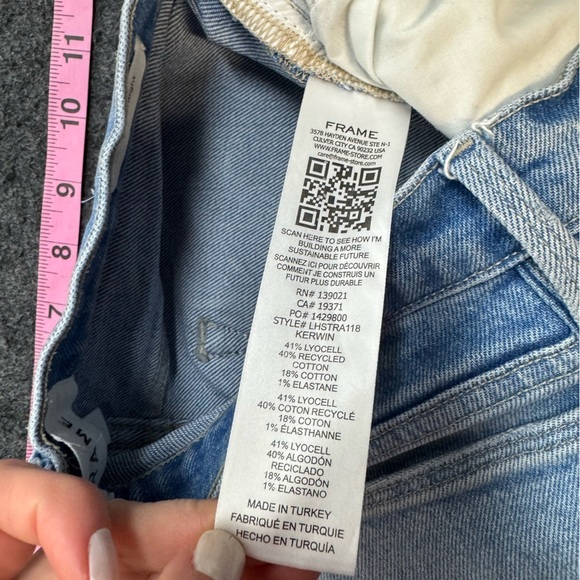 11
10
9
8
7
FRAME
3578 HAYDEN AVENUE STE N-1
CULVER CITY CA 90232 USA
WWW.FRAME-STORE.COM
care@frame-store.com
SCAN HERE TO SEE HOW I'M
BUILDING A MORE
SUSTAINABLE FUTURE
SCANNEZ ICI POUR DÉCOUVRIR
COMMENT JE CONSTRUIS UN
FUTUR PLUS DURABLE
RN# 139021
CA# 19371
PO# 1429800
STYLE# LHSTRA118
KERWIN
41% LYOCELL
40% RECYCLED
COTTON
18% COTTON
1% ELASTANE
41% LYOCELL
40% COTON RECYCLÉ
18% COTON
1% ÉLASTHANNE
41% LYOCELL
40% ALGODÓN
RECICLADO
18% ALGODÓN
1% ELASTANO
MADE IN TURKEY
FABRIQUÉ EN TURQUIE
HECHO EN TURQUÍA
FRAME